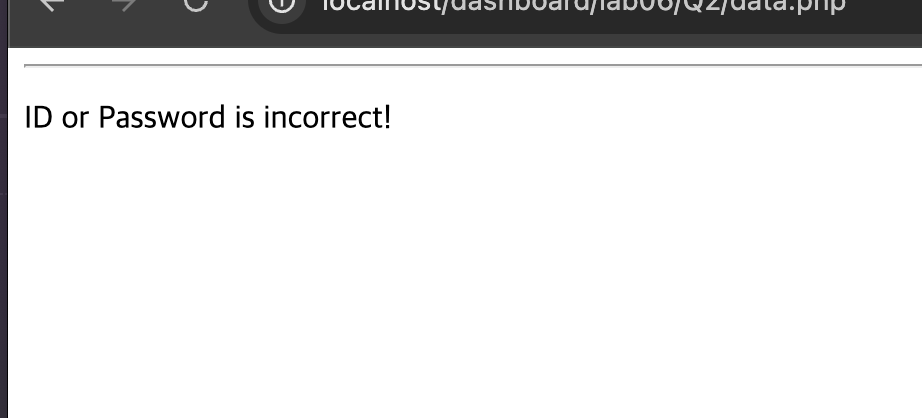 localhost/dashboard/lab06/Q2/data.php
ID or Password is incorrect!